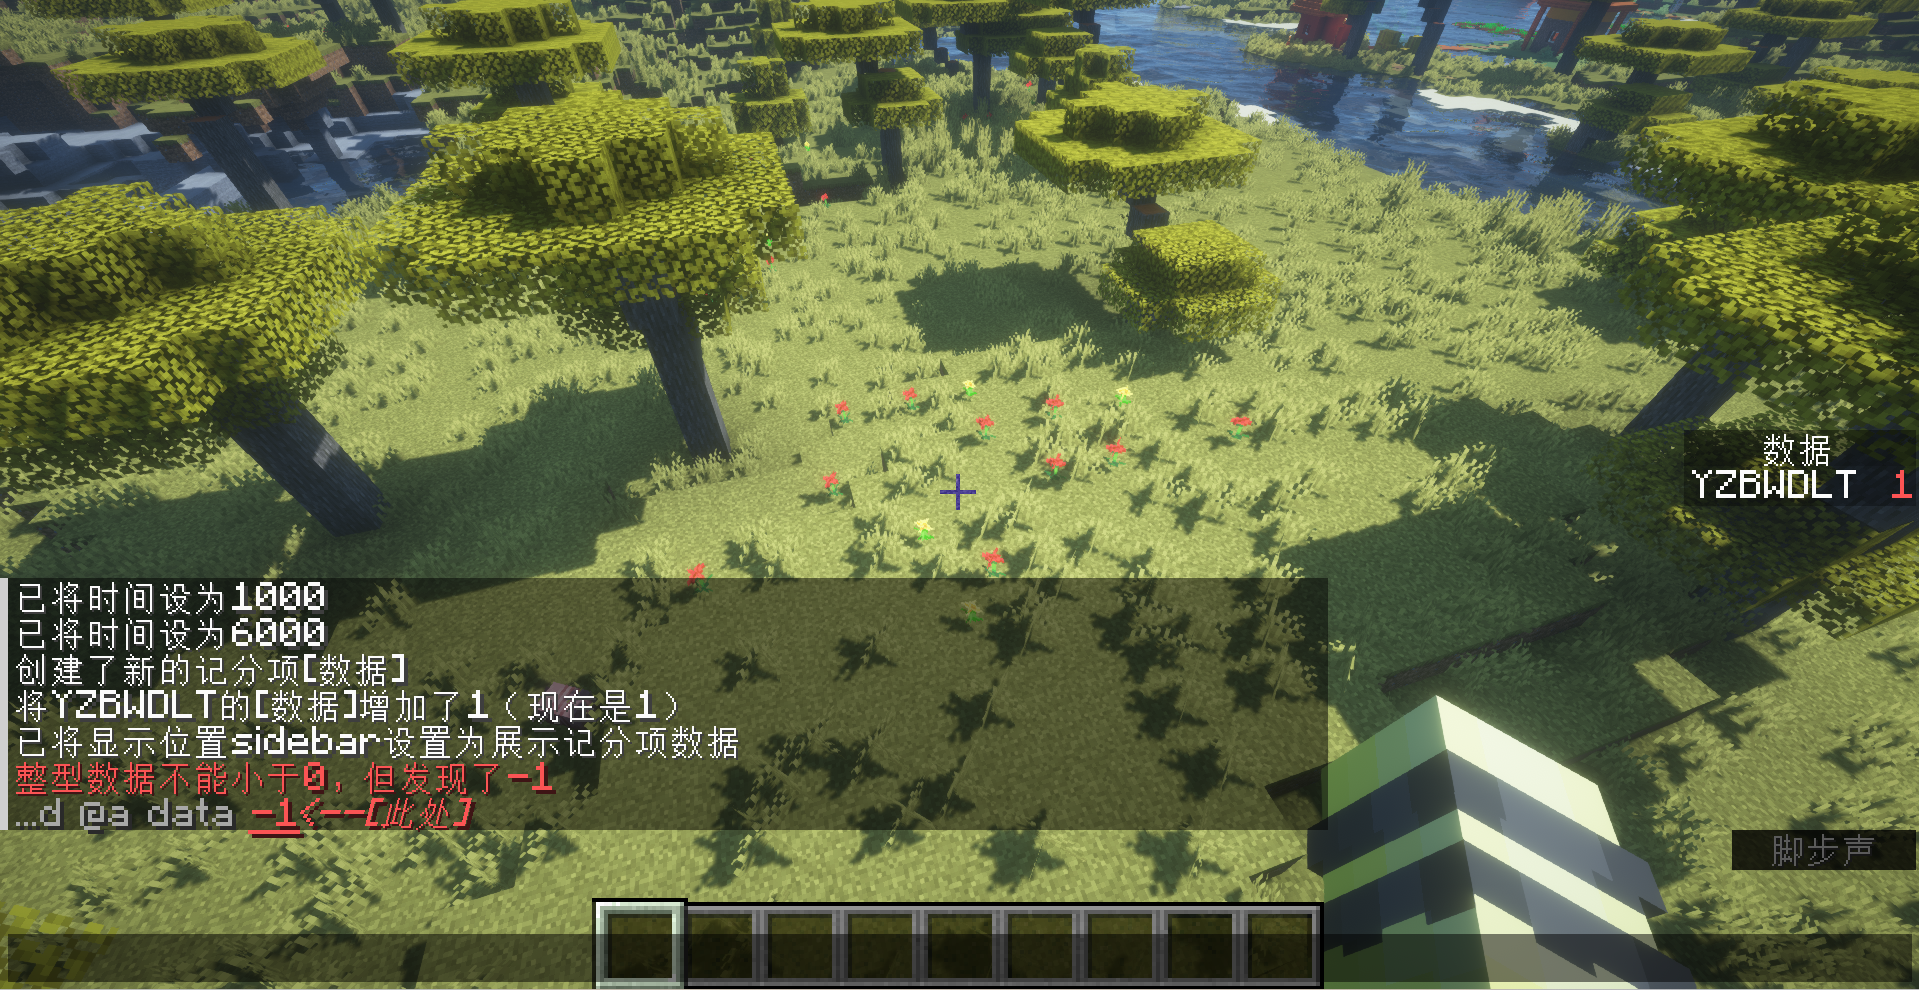 数据
YZBWDLT 1
已将时间设为1000
已将时间设为6000
创建了新的记分项[数据]
将YZBWDLT的[数据]增加了1（现在是1）
已将显示位置sidebar设置为展示记分项数据
整型数据不能小于0，但发现了-1
...d @a data -1<--[此处]
脚步声